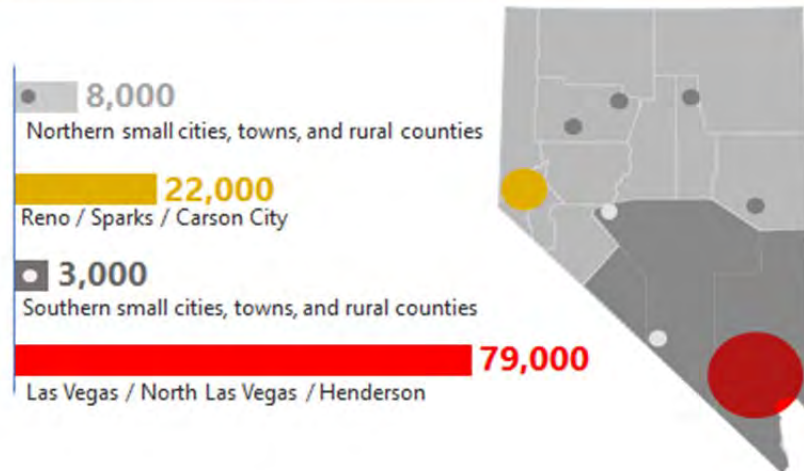 8,000
Northern small cities, towns, and rural counties
22,000
Reno / Sparks / Carson City
3,000
Southern small cities, towns, and rural counties
79,000
Las Vegas / North Las Vegas / Henderson